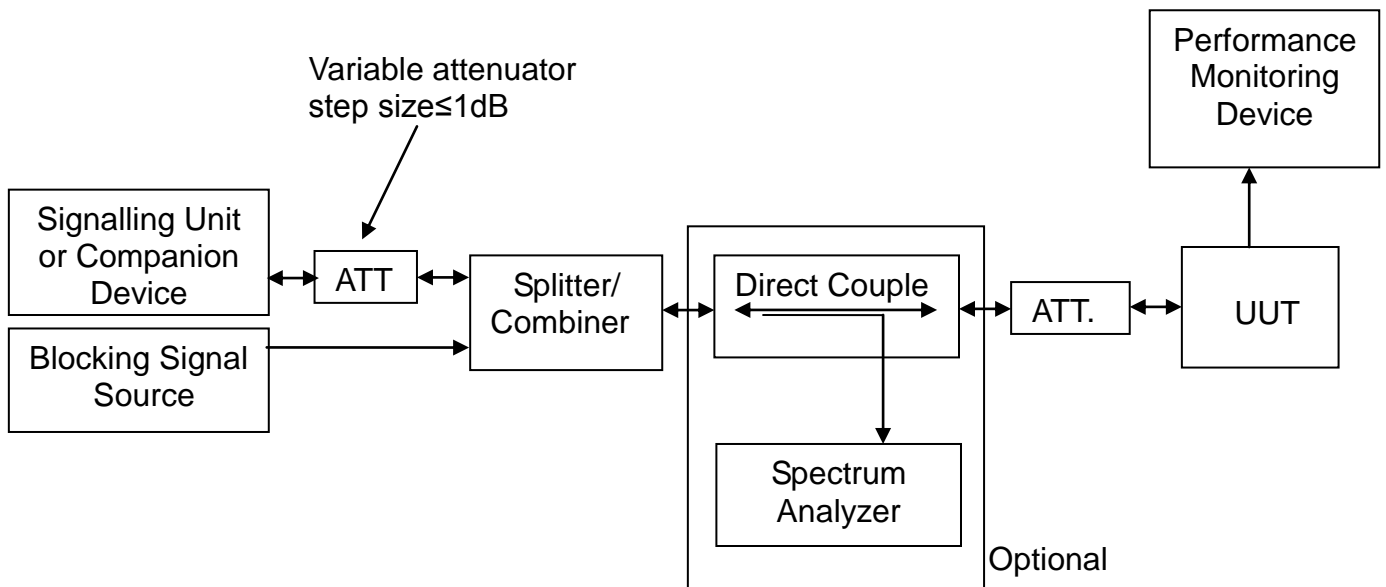 Performance
Monitoring
Device
Variable attenuator
step size≤1dB
Signalling Unit
or Companion
Device
ATT
Splitter/
Combiner
Direct Couple
ATT.
UUT
Blocking Signal
Source
Spectrum
Analyzer
Optional